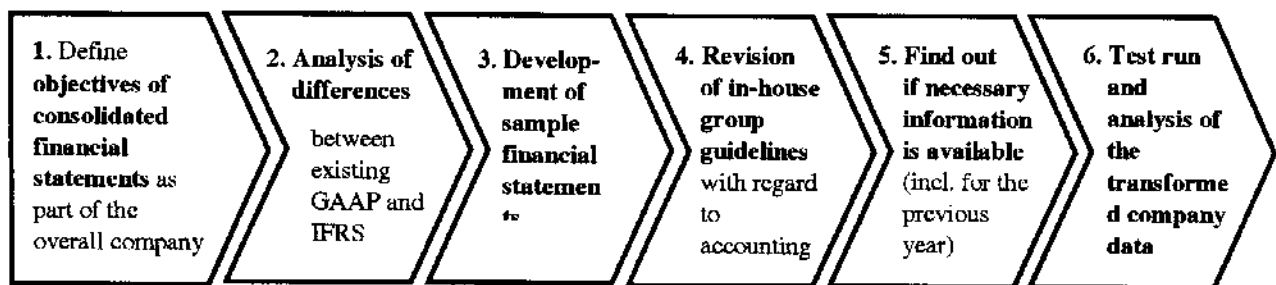 1. Define
objectives of
consolidated
financial
statements as
part of the
overall company
2. Analysis of
differences
between
existing
GAAP and
IFRS
3. Develop-
ment of
sample
financial
statemen
4. Revision
of in-house
group
guidelines
with regard
to
accounting
5. Find out
if necessary
information
is available
(incl. for the
previous
year)
6. Test run
and
analysis of
the
transforme
d company
data